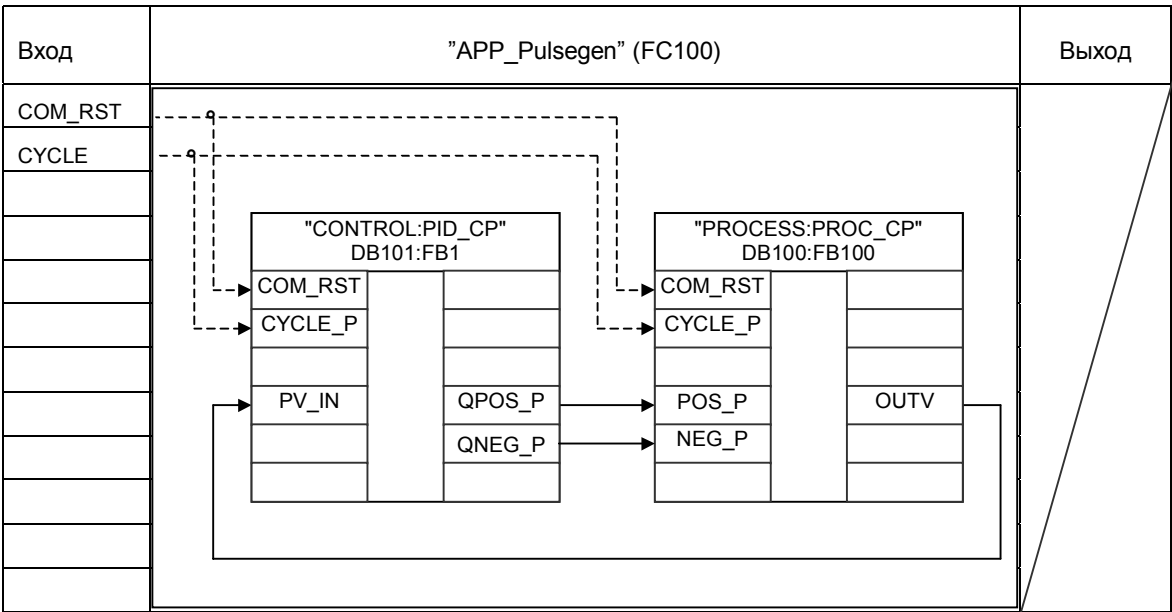 Вход
"APP_Pulsegen" (FC100)
Выход
COM_RST
CYCLE
"CONTROL:PID_CP"
DB101:FB1
COM_RST
CYCLE_P
PV_IN
QPOS_P
QNEG_P
"PROCESS:PROC_CP"
DB100:FB100
COM_RST
CYCLE_P
POS_P
OUTV
NEG_P